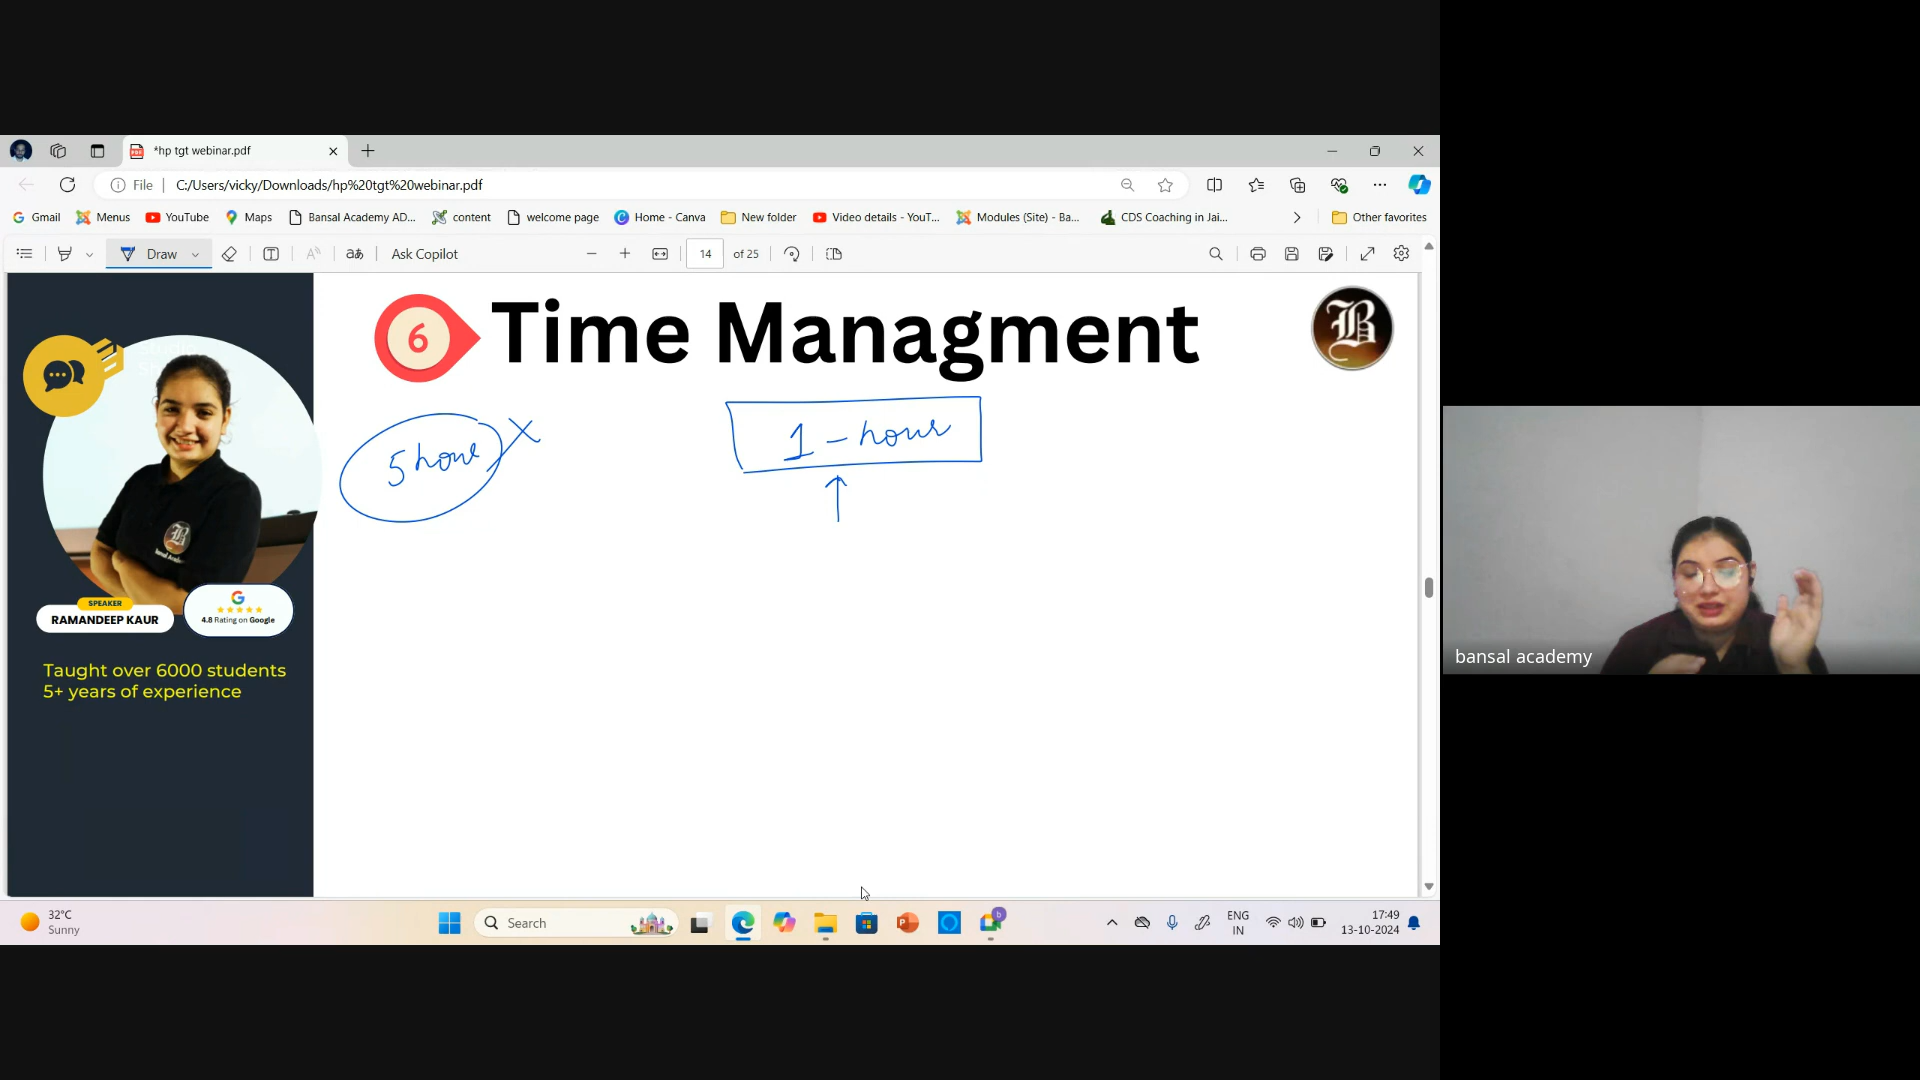 *hp tgt webinar.pdf
File | C:/Users/vicky/Downloads/hp%20tgt%20webinar.pdf
Gmail Menus YouTube Maps Bansal Academy AD... content welcome page Home - Canva New folder Video details - YouT... Modules (Site) - Ba... CDS Coaching in Jai... Other favorites
Draw aあ Ask Copilot 14 of 25
6 Time Managment
B
5 hour x
1 - hour
SPEAKER
RAMANDEEP KAUR
4.8 Rating on Google
Taught over 6000 students
5+ years of experience
bansal academy
32°C
Sunny
Search
ENG
IN
17:49
13-10-2024